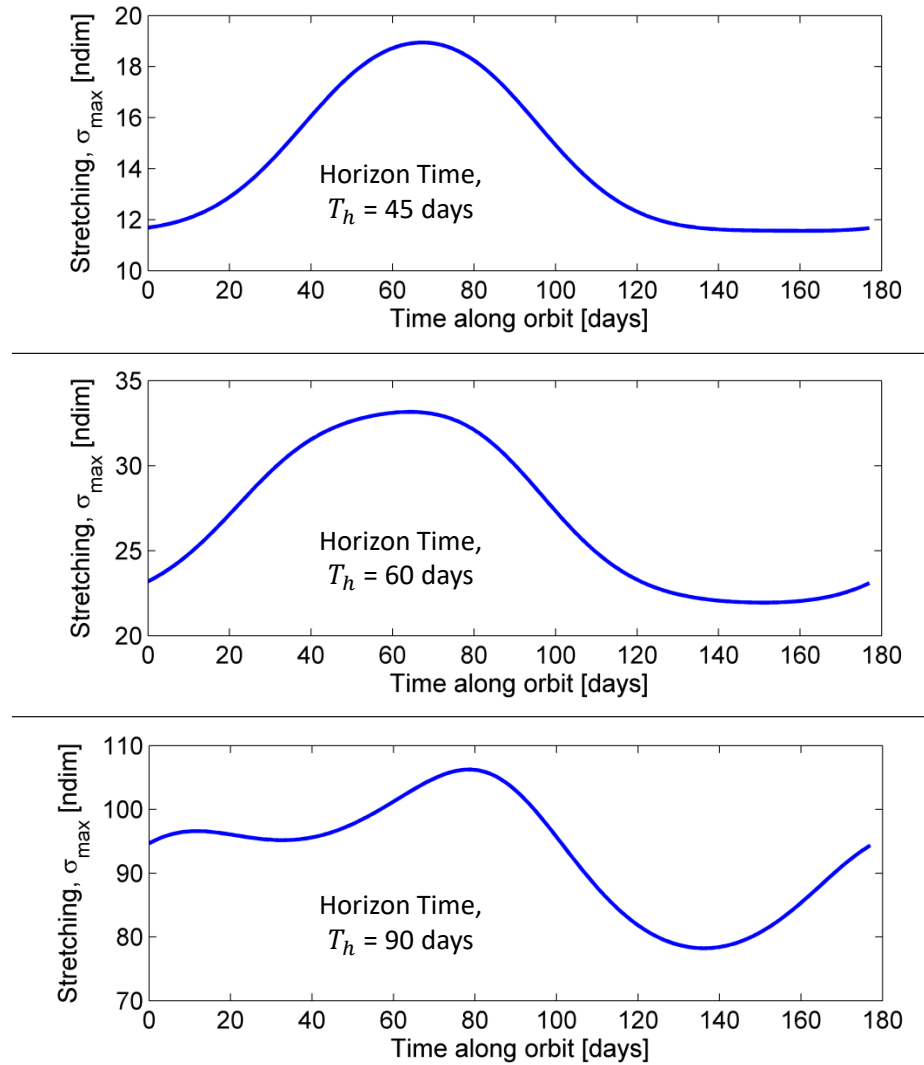 20
18
16
14
12
10
Stretching, σmax [ndim]
Horizon Time,
Th = 45 days
0 20 40 60 80 100 120 140 160 180
Time along orbit [days]
35
30
25
20
Stretching, σmax [ndim]
Horizon Time,
Th = 60 days
0 20 40 60 80 100 120 140 160 180
Time along orbit [days]
110
100
90
80
70
Stretching, σmax [ndim]
Horizon Time,
Th = 90 days
0 20 40 60 80 100 120 140 160 180
Time along orbit [days]